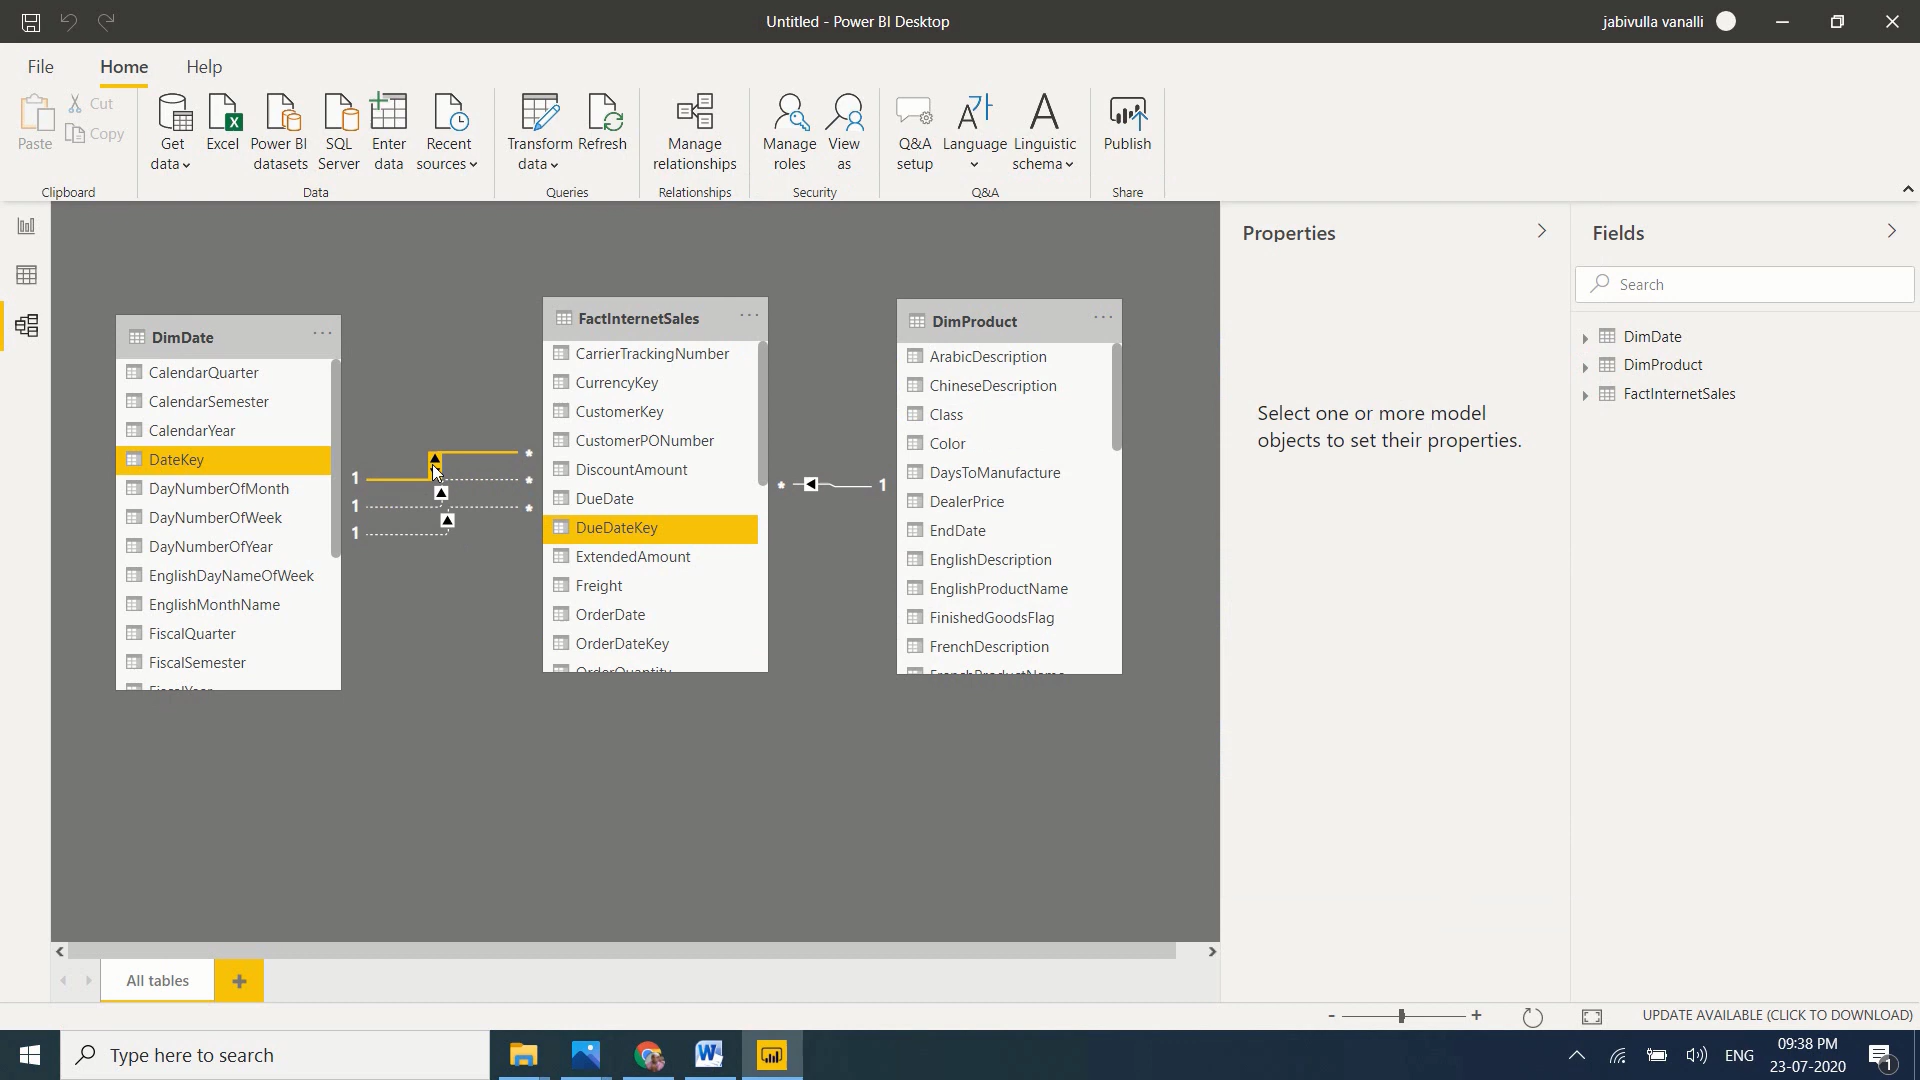 Untitled - Power BI Desktop
jabivulla vanalli
File
Home
Help
Paste
Cut
Copy
Get
data
Excel
Power BI
datasets
SQL
Server
Enter
data
Recent
sources
Transform
data
Refresh
Manage
relationships
Manage
roles
View
as
Q&A
setup
Language
Linguistic
schema
Publish
Clipboard
Data
Queries
Relationships
Security
Q&A
Share
DimDate
CalendarQuarter
CalendarSemester
CalendarYear
DateKey
DayNumberOfMonth
DayNumberOfWeek
DayNumberOfYear
EnglishDayNameOfWeek
EnglishMonthName
FiscalQuarter
FiscalSemester
FiscalYear
1
*
1
*
1
*
FactInternetSales
CarrierTrackingNumber
CurrencyKey
CustomerKey
CustomerPONumber
DiscountAmount
DueDate
DueDateKey
ExtendedAmount
Freight
OrderDate
OrderDateKey
OrderQuantity
* 1
DimProduct
ArabicDescription
ChineseDescription
Class
Color
DaysToManufacture
DealerPrice
EndDate
EnglishDescription
EnglishProductName
FinishedGoodsFlag
FrenchDescription
FrenchProductName
Properties
Select one or more model
objects to set their properties.
Fields
Search
DimDate
DimProduct
FactInternetSales
All tables
+
- +
UPDATE AVAILABLE (CLICK TO DOWNLOAD)
Type here to search
ENG
09:38 PM
23-07-2020
1